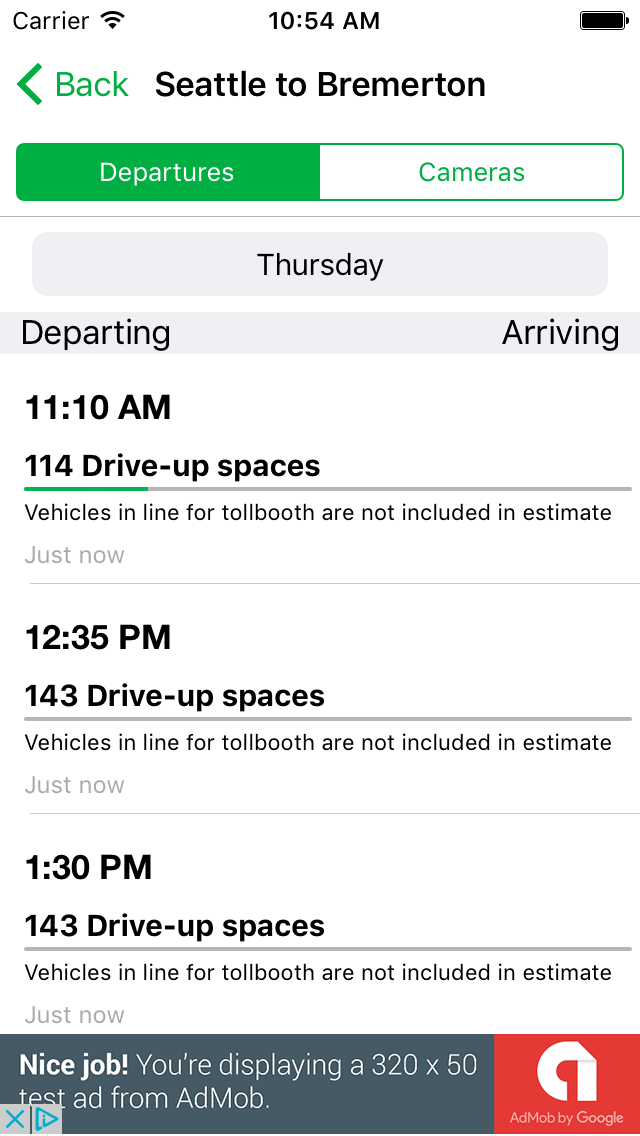 Carrier 10:54 AM
Back Seattle to Bremerton
Departures Cameras
Thursday
Departing Arriving
11:10 AM
114 Drive-up spaces
Vehicles in line for tollbooth are not included in estimate
Just now
12:35 PM
143 Drive-up spaces
Vehicles in line for tollbooth are not included in estimate
Just now
1:30 PM
143 Drive-up spaces
Vehicles in line for tollbooth are not included in estimate
Just now
Nice job! You're displaying a 320 x 50
test ad from AdMob.
AdMob by Google